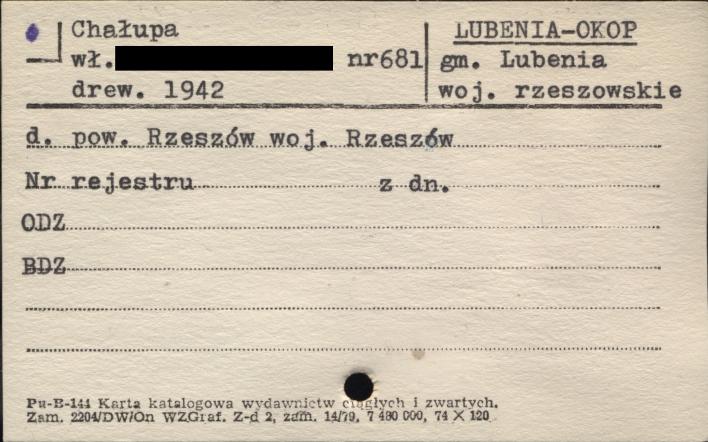 Chałupa
wł. nr681
drew. 1942
LUBENIA-OKOP
gm. Lubenia
woj. rzeszowskie
d. pow. Rzeszów woj. Rzeszów
Nr rejestru z dn.
ODZ
BDZ
Pu-B-144 Karta katalogowa wydawnictw ciągłych i zwartych.
Zam. 2204/DW/On WZGraf. Z-d 2, zam. 14/79, 7 480 000, 74 X 120